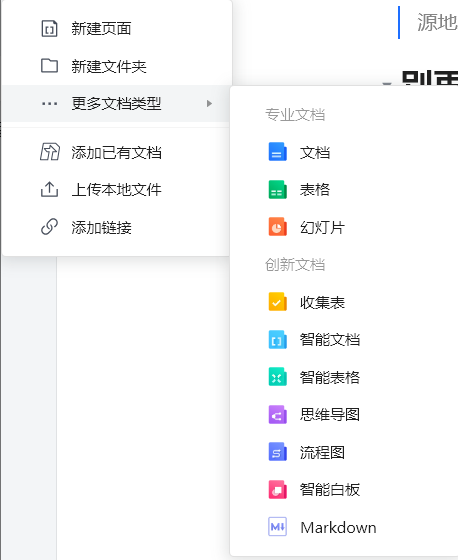 新建页面
新建文件夹
更多文档类型
添加已有文档
上传本地文件
添加链接
源地
别再
专业文档
文档
表格
幻灯片
创新文档
收集表
智能文档
智能表格
思维导图
流程图
智能白板
Markdown